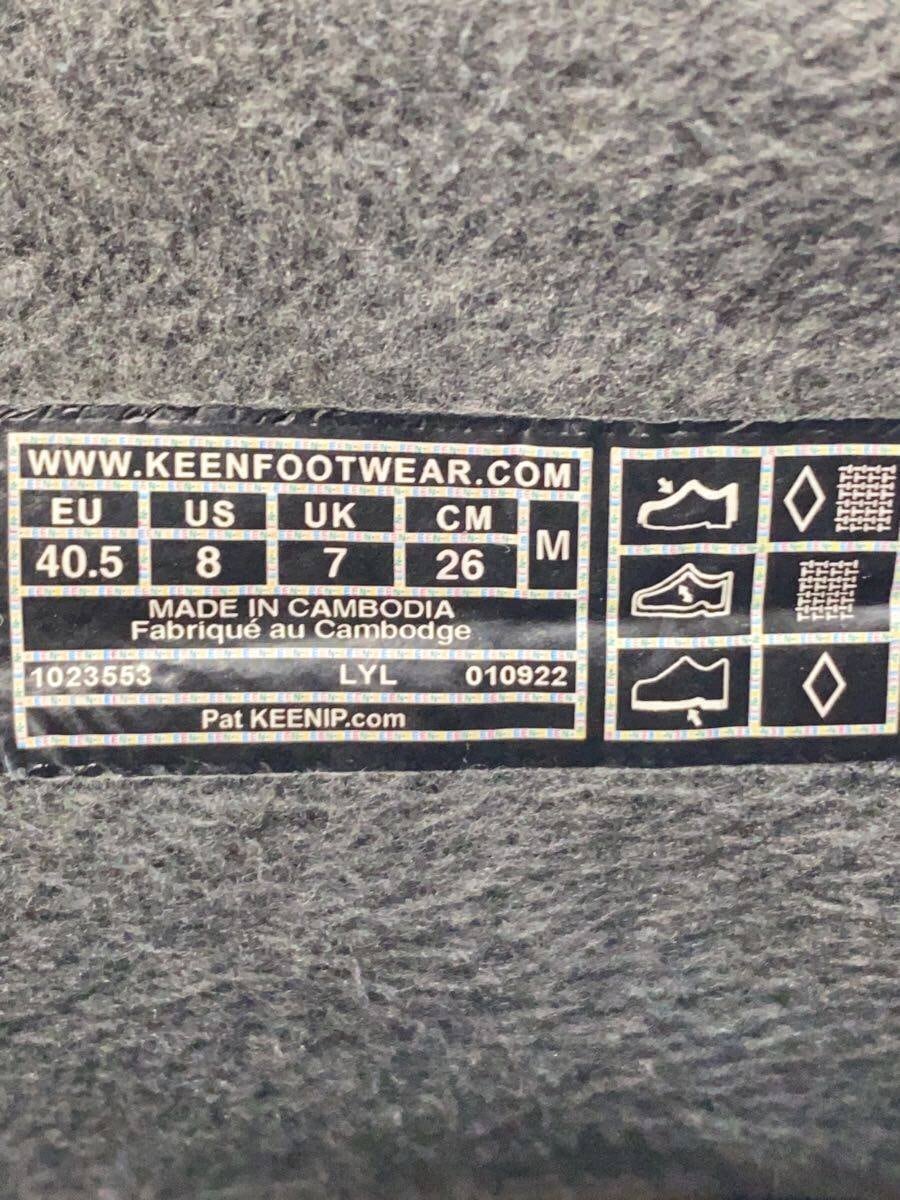 WWW.KEENFOOTWEAR.COM
EU US UK CM M
40.5 8 7 26
MADE IN CAMBODIA
Fabriqué au Cambodge
1023553 LYL 010922
Pat KEENIP.com